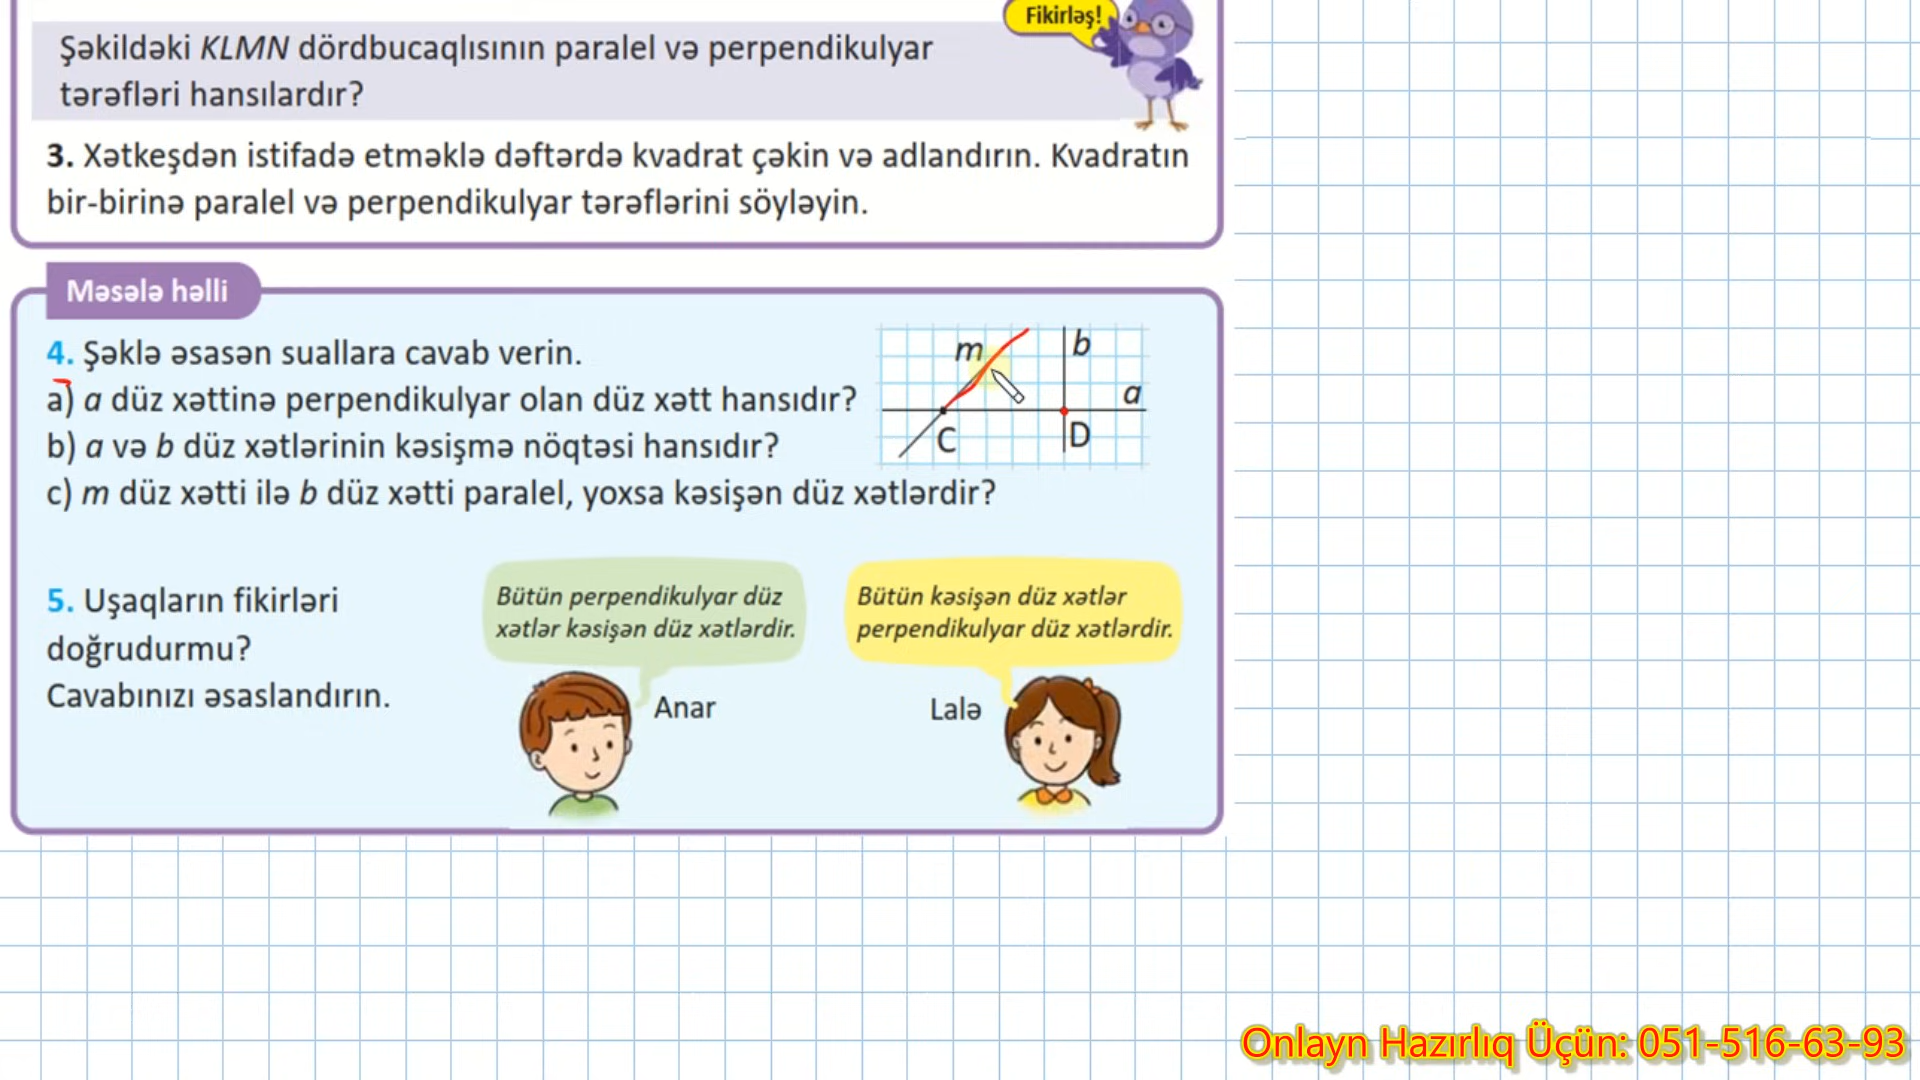 Fikirləş!
Şəkildəki KLMN dördbucaqlısının paralel və perpendikulyar
tərəfləri hansılardır?
3. Xətkeşdən istifadə etməklə dəftərdə kvadrat çəkin və adlandırın. Kvadratın
bir-birinə paralel və perpendikulyar tərəflərini söyləyin.
Məsələ həlli
4. Şəklə əsasən suallara cavab verin.
a) a düz xəttinə perpendikulyar olan düz xətt hansıdır?
b) a və b düz xətlərinin kəsişmə nöqtəsi hansıdır?
c) m düz xətti ilə b düz xətti paralel, yoxsa kəsişən düz xətlərdir?
m
b
a
C
D
5. Uşaqların fikirləri
doğrudurmu?
Cavabınızı əsaslandırın.
Bütün perpendikulyar düz
xətlər kəsişən düz xətlərdir.
Anar
Bütün kəsişən düz xətlər
perpendikulyar düz xətlərdir.
Lalə
Onlayn Hazırlıq Üçün: 051-516-63-93